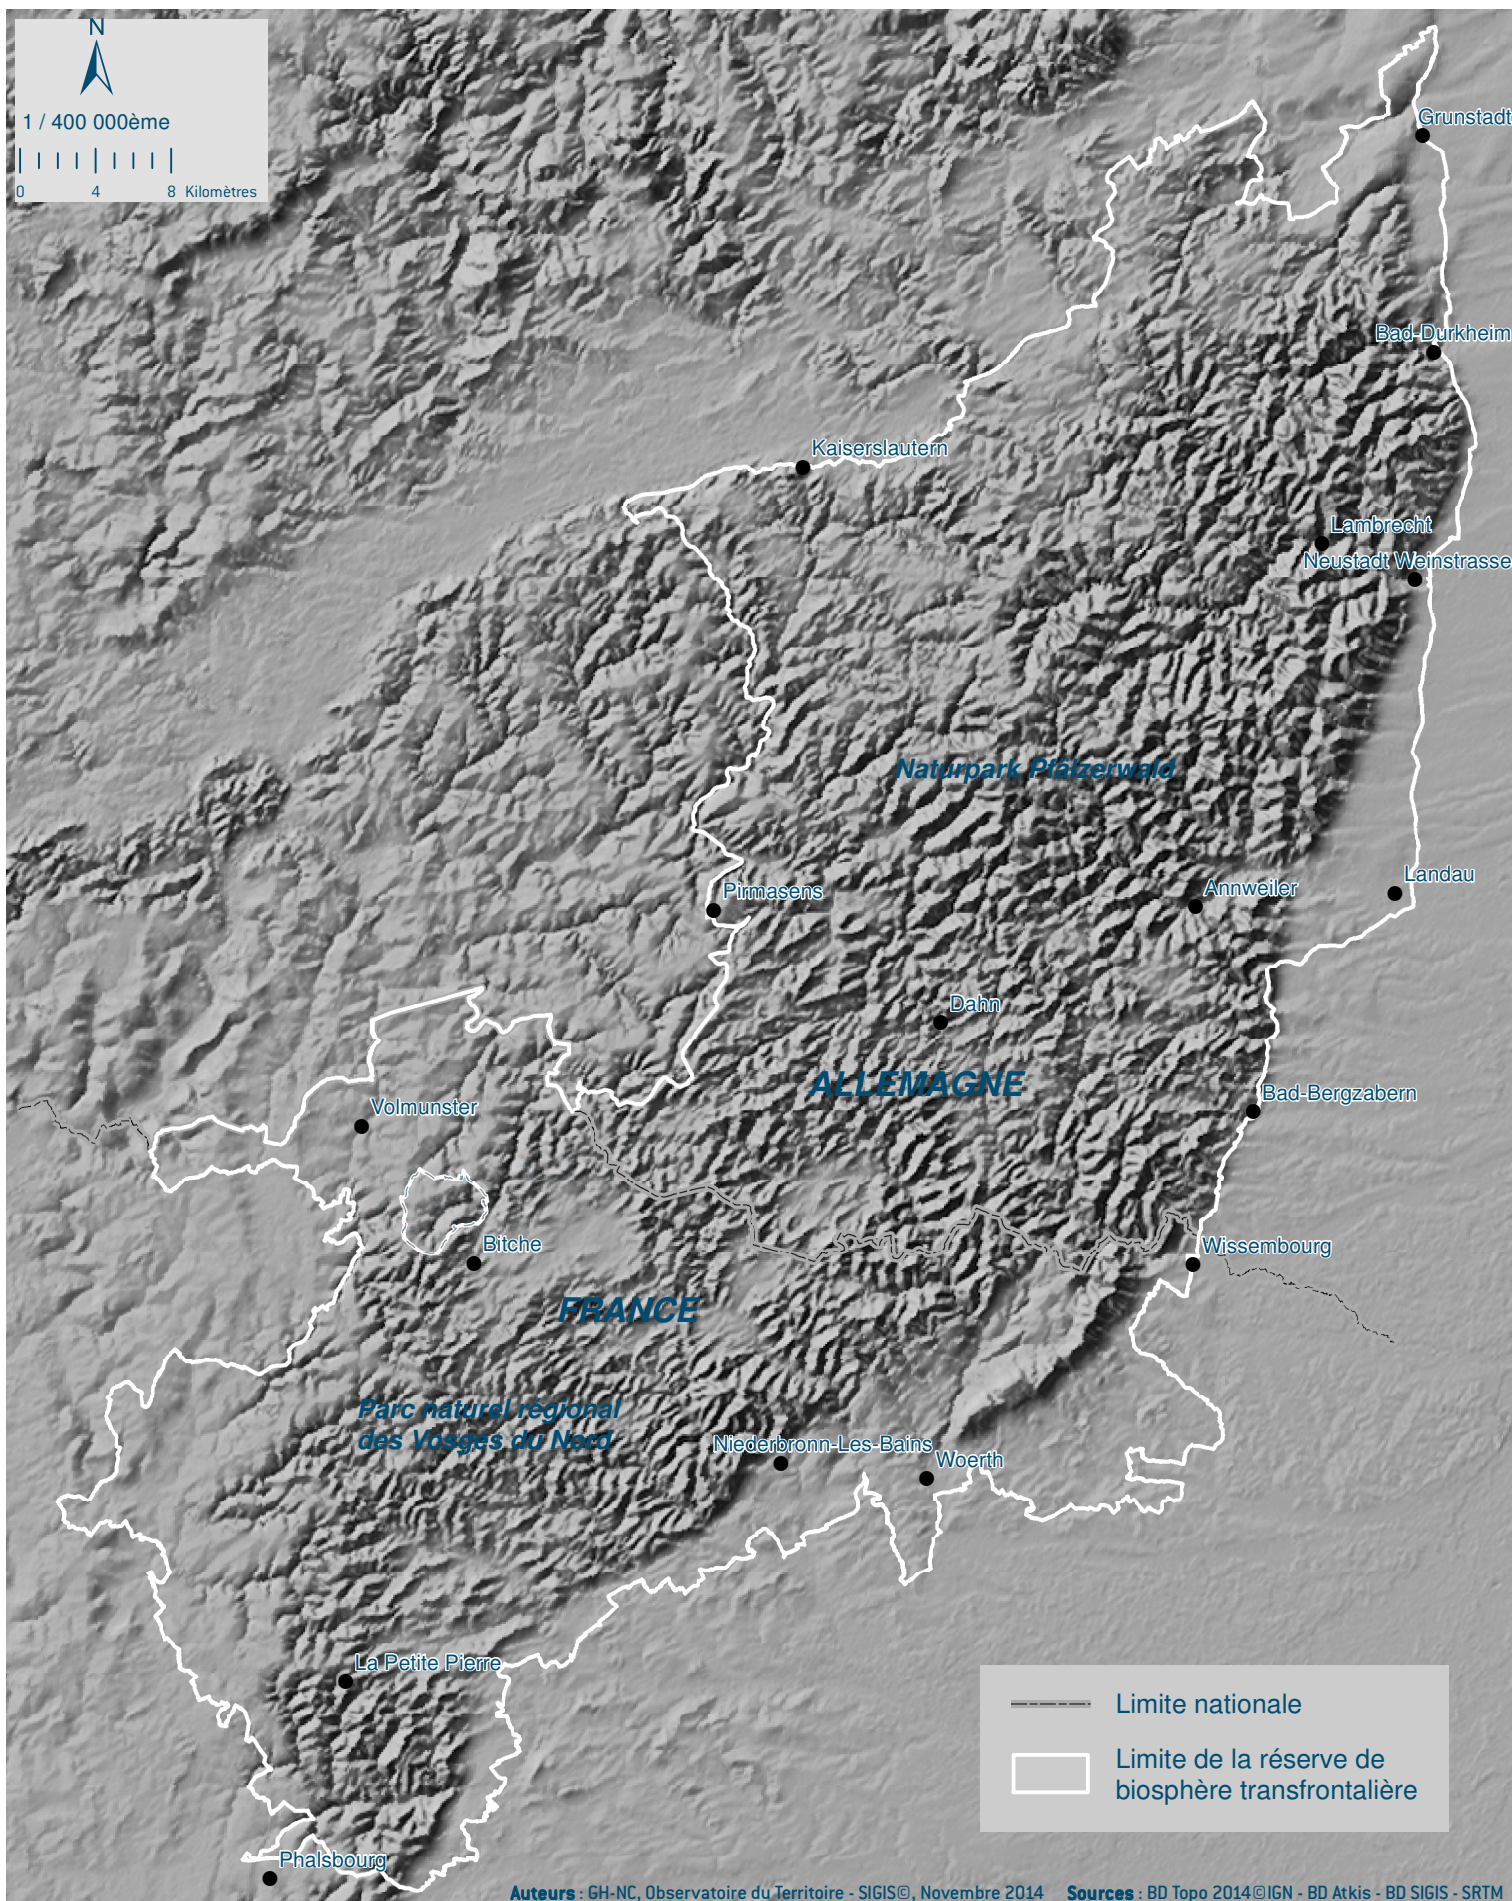 N
1 / 400 000ème
0 4 8 Kilomètres
Grunstadt
Bad-Durkheim
Kaiserslautern
Lambrecht
Neustadt Weinstrasse
Naturpark Pfälzerwald
Landau
Annweiler
Pirmasens
Dahn
ALLEMAGNE
Bad-Bergzabern
Volmunster
Bitche
Wissembourg
FRANCE
Parc naturel régional
des Vosges du Nord
Niederbronn-Les-Bains
Woerth
La Petite Pierre
Limite nationale
Limite de la réserve de
biosphère transfrontalière
Phalsbourg
Auteurs : GH-NC, Observatoire du Territoire - SIGIS©, Novembre 2014 Sources : BD Topo 2014©IGN - BD Atkis - BD SIGIS - SRTM